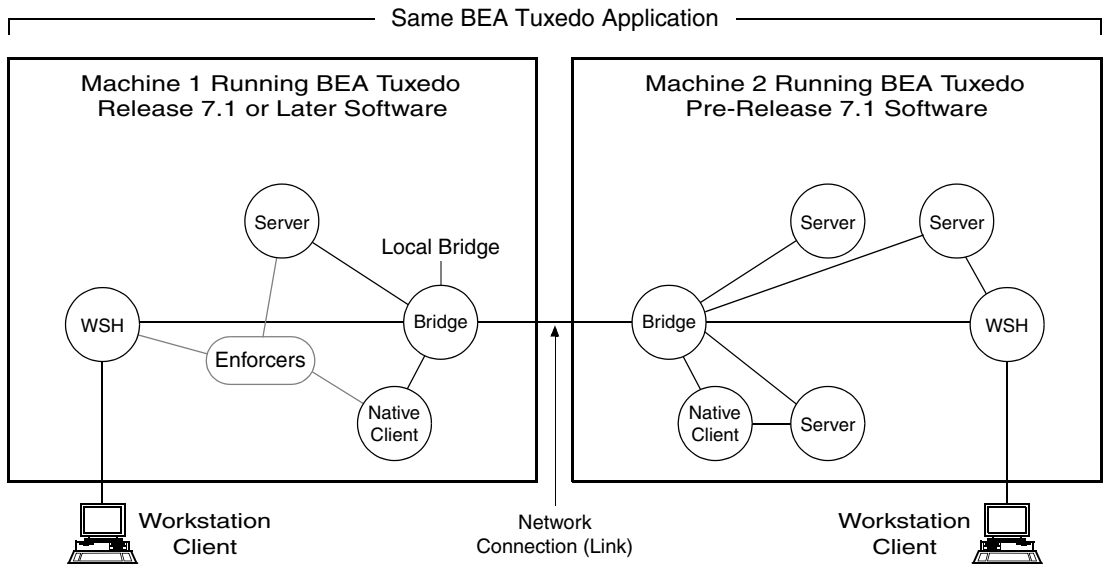 Same BEA Tuxedo Application
Machine 1 Running BEA Tuxedo
Release 7.1 or Later Software
Server
Local Bridge
WSH
Bridge
Enforcers
Native
Client
Machine 2 Running BEA Tuxedo
Pre-Release 7.1 Software
Server
Server
Bridge
WSH
Native
Client
Server
Workstation
Client
Network
Connection (Link)
Workstation
Client